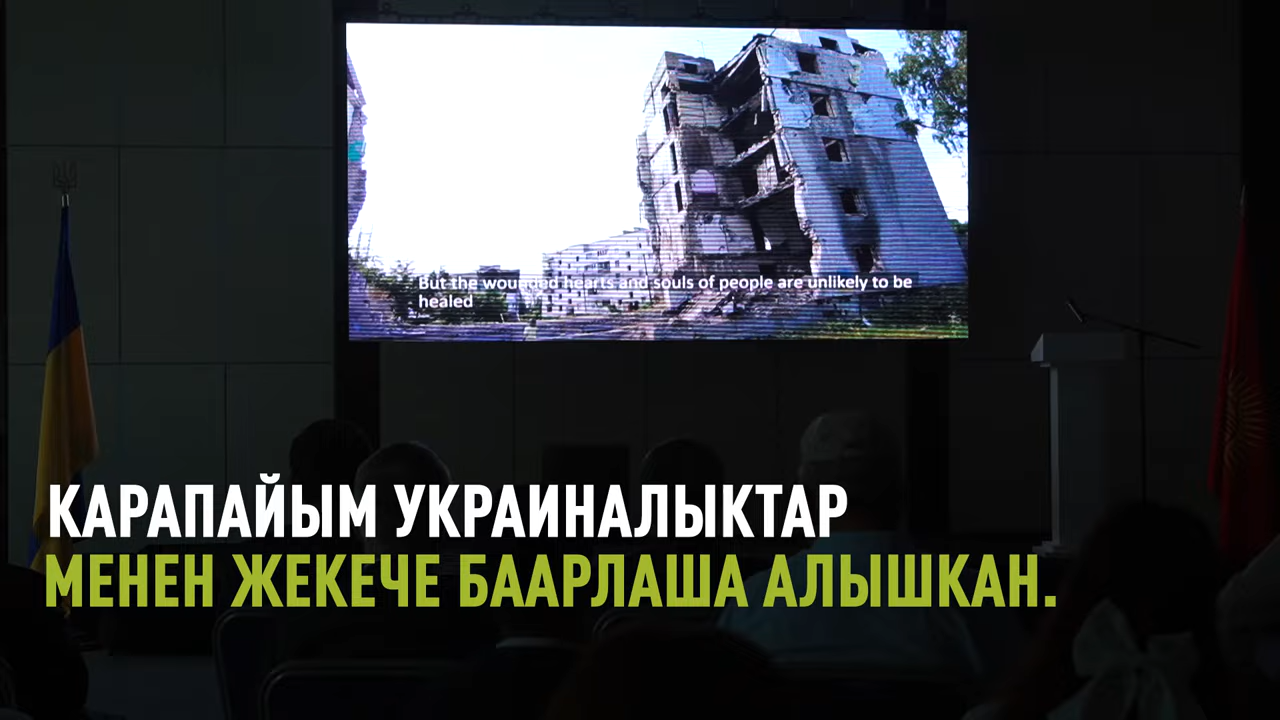 But the wounded hearts and souls of people are unlikely to be
healed
КАРАПАЙЫМ УКРАИНАЛЫКТАР
МЕНЕН ЖЕКЕЧЕ БААРЛАША АЛЫШКАН.